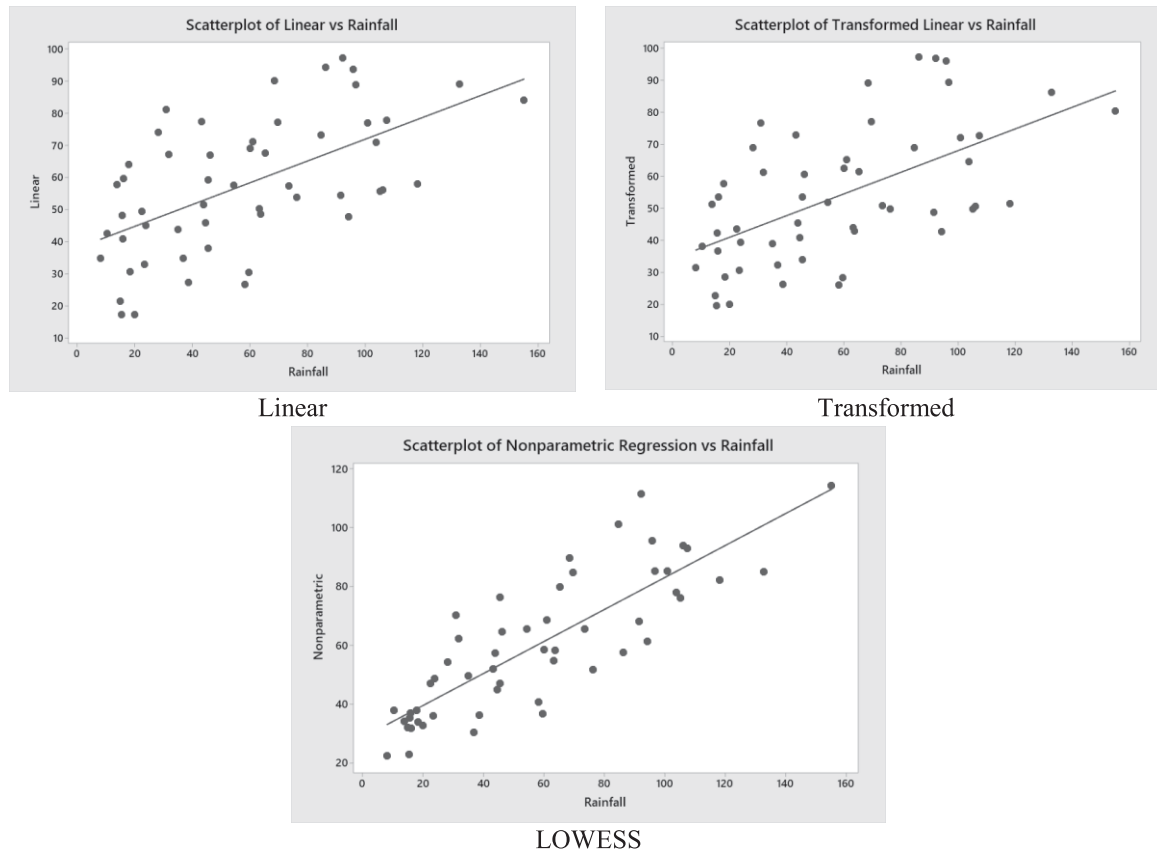 Scatterplot of Linear vs Rainfall
100
90
80
70
60
50
40
30
20
10
Linear
0 20 40 60 80 100 120 140 160
Rainfall
Linear
Scatterplot of Transformed Linear vs Rainfall
100
90
80
70
60
50
40
30
20
10
Transformed
0 20 40 60 80 100 120 140 160
Rainfall
Transformed
Scatterplot of Nonparametric Regression vs Rainfall
120
100
80
60
40
20
Nonparametric
0 20 40 60 80 100 120 140 160
Rainfall
LOWESS